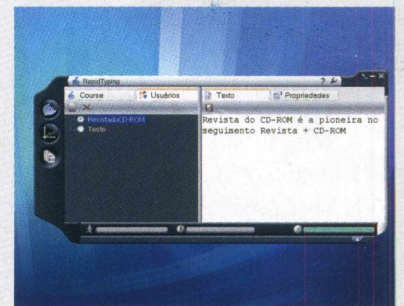 RapidTyping
Course
Usuários
Texto
Propriedades
RevistadoCD-ROM
Texto
Revista do CD-ROM é a pioneira no
seguimento Revista + CD-ROM